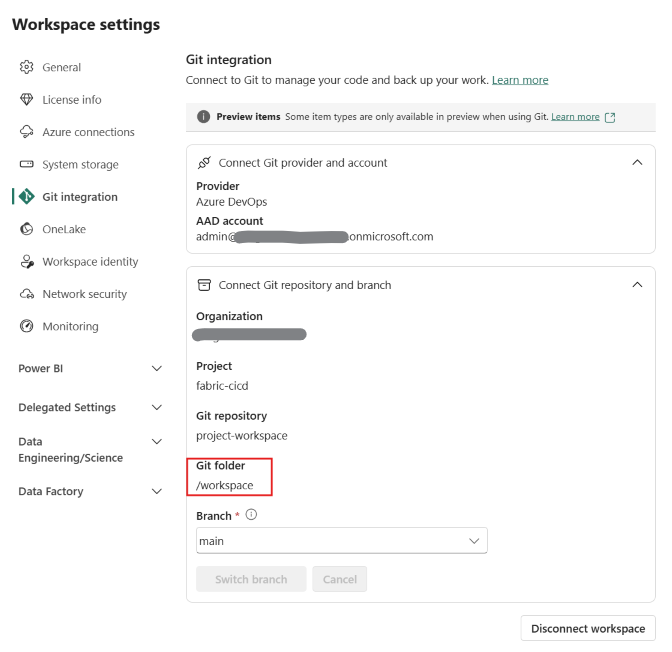 Workspace settings
General
License info
Azure connections
System storage
Git integration
OneLake
Workspace identity
Network security
Monitoring
Power BI
Delegated Settings
Data
Engineering/Science
Data Factory
Git integration
Connect to Git to manage your code and back up your work. Learn more
Preview items Some item types are only available in preview when using Git. Learn more
Connect Git provider and account
Provider
Azure DevOps
AAD account
admin@ onmicrosoft.com
Connect Git repository and branch
Organization
Project
fabric-cicd
Git repository
project-workspace
Git folder
/workspace
Branch *
main
Switch branch
Cancel
Disconnect workspace